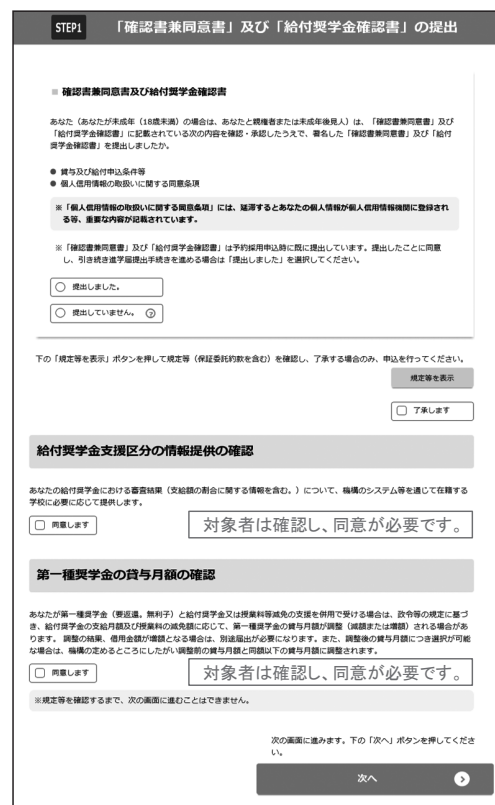 STEP1 「確認書兼同意書」及び「給付奨学金確認書」の提出
■ 確認書兼同意書及び給付奨学金確認書
あなた（あなたが未成年（18歳未満）の場合は、あなたと親権者または未成年後見人）は、「確認書兼同意書」及び
「給付奨学金確認書」に記載されている次の内容を確認・承認したうえで、署名した「確認書兼同意書」及び「給付
奨学金確認書」を提出しましたか。
● 貸与及び給付申込条件等
● 個人信用情報の取扱いに関する同意条項
※「個人信用情報の取扱いに関する同意条項」には、延滞するとあなたの個人情報が個人信用情報機関に登録され
る等、重要な内容が記載されています。
※「確認書兼同意書」及び「給付奨学金確認書」は予約採用申込時に既に提出しています。提出したことに同意
し、引き続き進学届提出手続きを進める場合は「提出しました」を選択してください。
提出しました。
提出していません。 ?
下の「規定等を表示」ボタンを押して規定等（保証委託約款を含む）を確認し、了承する場合のみ、申込を行ってください。
規定等を表示
了承します
給付奨学金支援区分の情報提供の確認
あなたの給付奨学金における審査結果（支給額の割合に関する情報を含む。）について、機構のシステム等を通じて在籍する
学校に必要に応じて提供します。
同意します 対象者は確認し、同意が必要です。
第一種奨学金の貸与月額の確認
あなたが第一種奨学金（要返還。無利子）と給付奨学金又は授業料等減免の支援を併用で受ける場合は、政令等の規定に基づ
き、給付奨学金の支給月額及び授業料の減免額に応じて、第一種奨学金の貸与月額が調整（減額または増額）される場合があ
ります。 調整の結果、借用金額が増額となる場合は、別途届出が必要になります。また、調整後の貸与月額につき選択が可能
な場合は、機構の定めるところにしたがい調整前の貸与月額と同額以下の貸与月額に調整されます。
同意します 対象者は確認し、同意が必要です。
※規定等を確認するまで、次の画面に進むことはできません。
次の画面に進みます。下の「次へ」ボタンを押してくださ
い。
次へ